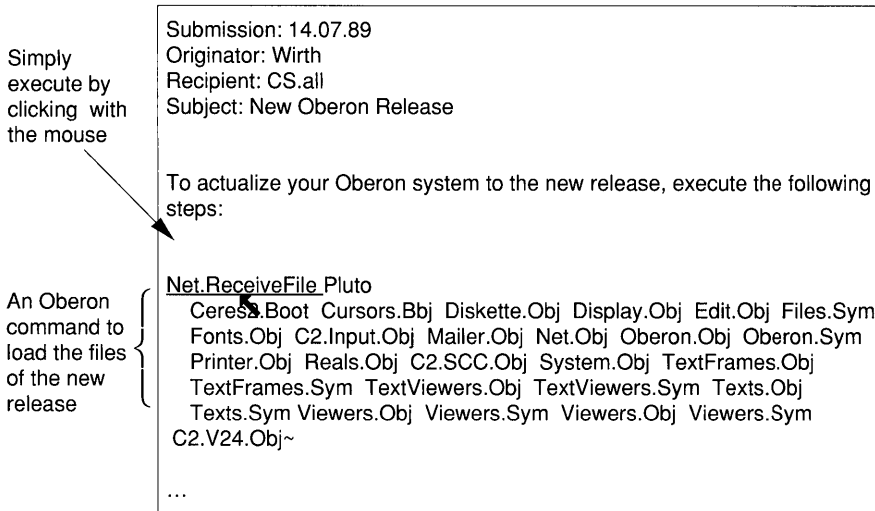 Submission: 14.07.89
Originator: Wirth
Recipient: CS.all
Subject: New Oberon Release
Simply
execute by
clicking with
the mouse
To actualize your Oberon system to the new release, execute the following
steps:
Net.ReceiveFile Pluto
Ceres2.Boot Cursors.Bbj Diskette.Obj Display.Obj Edit.Obj Files.Sym
Fonts.Obj C2.Input.Obj Mailer.Obj Net.Obj Oberon.Obj Oberon.Sym
Printer.Obj Reals.Obj C2.SCC.Obj System.Obj TextFrames.Obj
TextFrames.Sym TextViewers.Obj TextViewers.Sym Texts.Obj
Texts.Sym Viewers.Obj Viewers.Sym Viewers.Obj Viewers.Sym
C2.V24.Obj~
...
An Oberon
command to
load the files
of the new
release